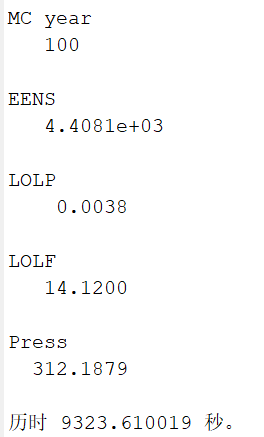 MC year
100
EENS
4.4081e+03
LOLP
0.0038
LOLF
14.1200
Press
312.1879
历时 9323.610019 秒。